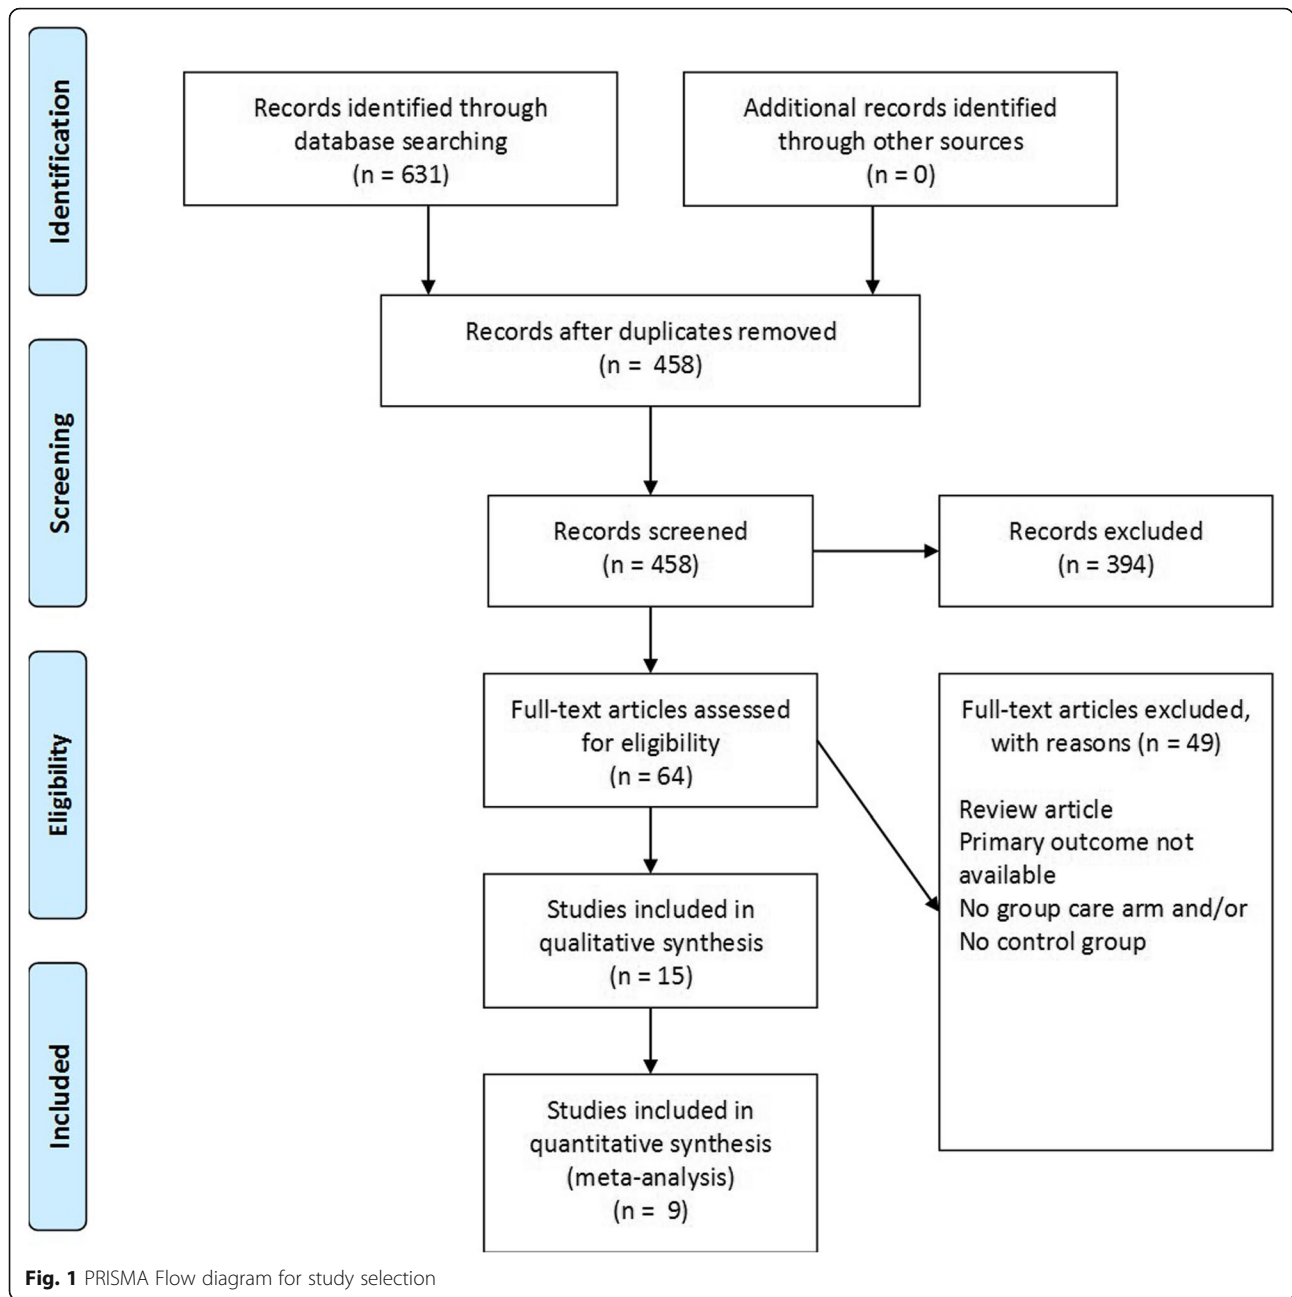 Identification
Records identified through
database searching
(n = 631)
Additional records identified
through other sources
(n = 0)
Records after duplicates removed
(n = 458)
Screening
Records screened
(n = 458)
Records excluded
(n = 394)
Eligibility
Full-text articles assessed
for eligibility
(n = 64)
Full-text articles excluded,
with reasons (n = 49)
Review article
Primary outcome not
available
No group care arm and/or
No control group
Studies included in
qualitative synthesis
(n = 15)
Included
Studies included in
quantitative synthesis
(meta-analysis)
(n = 9)
Fig. 1 PRISMA Flow diagram for study selection